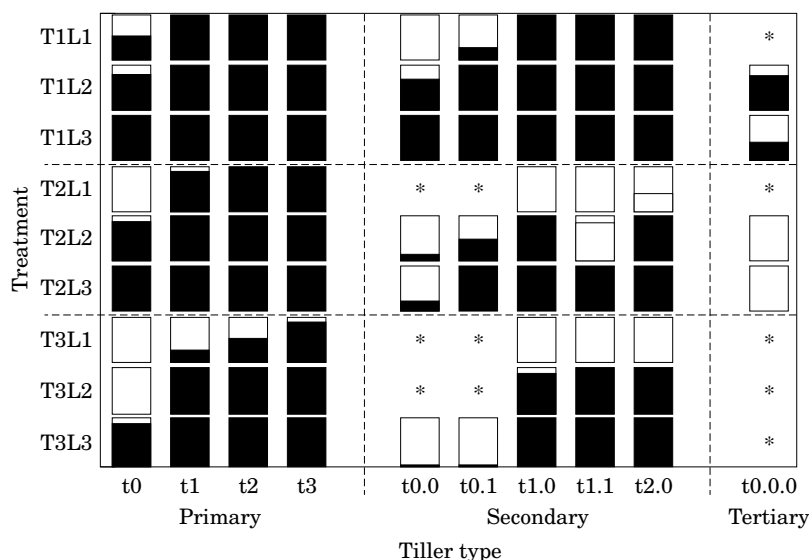 T1L1 *
T1L2
T1L3
T2L1 * * *
T2L2
T2L3
T3L1 * * *
T3L2 * * *
T3L3 *
Treatment
t0 t1 t2 t3 t0.0 t0.1 t1.0 t1.1 t2.0 t0.0.0
Primary Secondary Tertiary
Tiller type